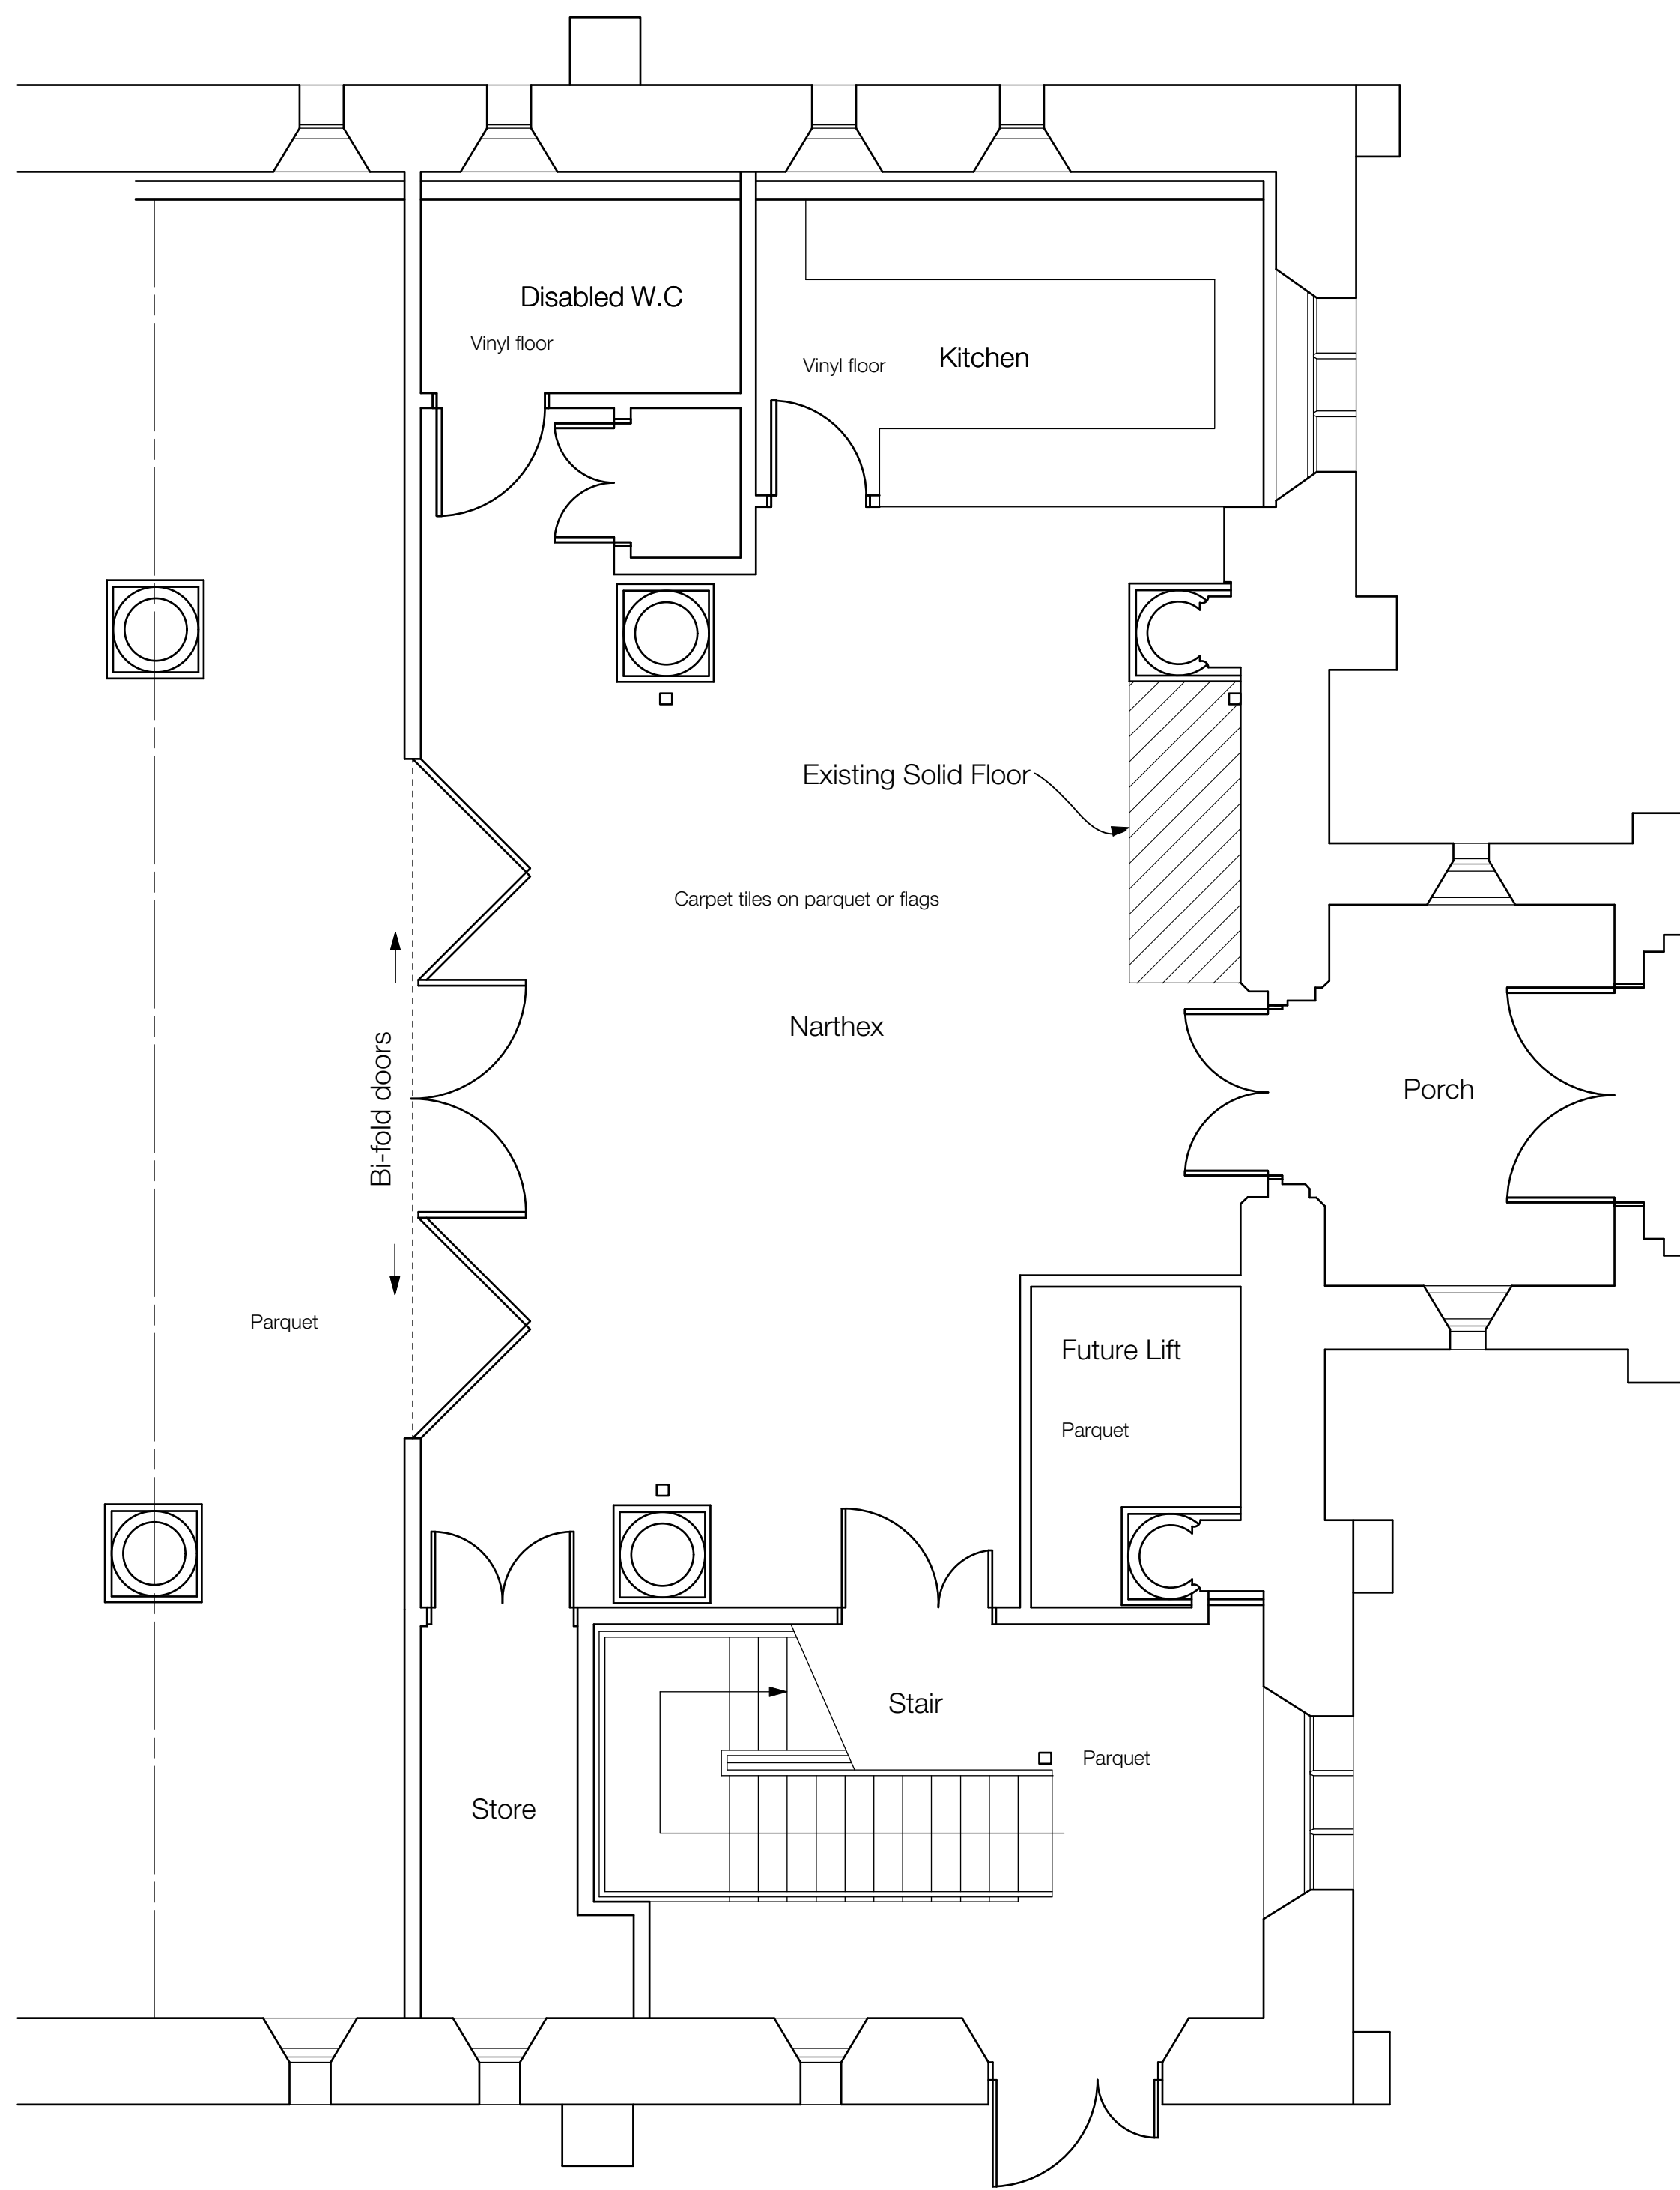 Disabled W.C
Vinyl floor
Vinyl floor
Kitchen
Existing Solid Floor
Carpet tiles on parquet or flags
Narthex
Bi-fold doors
Porch
Parquet
Future Lift
Parquet
Stair
Parquet
Store